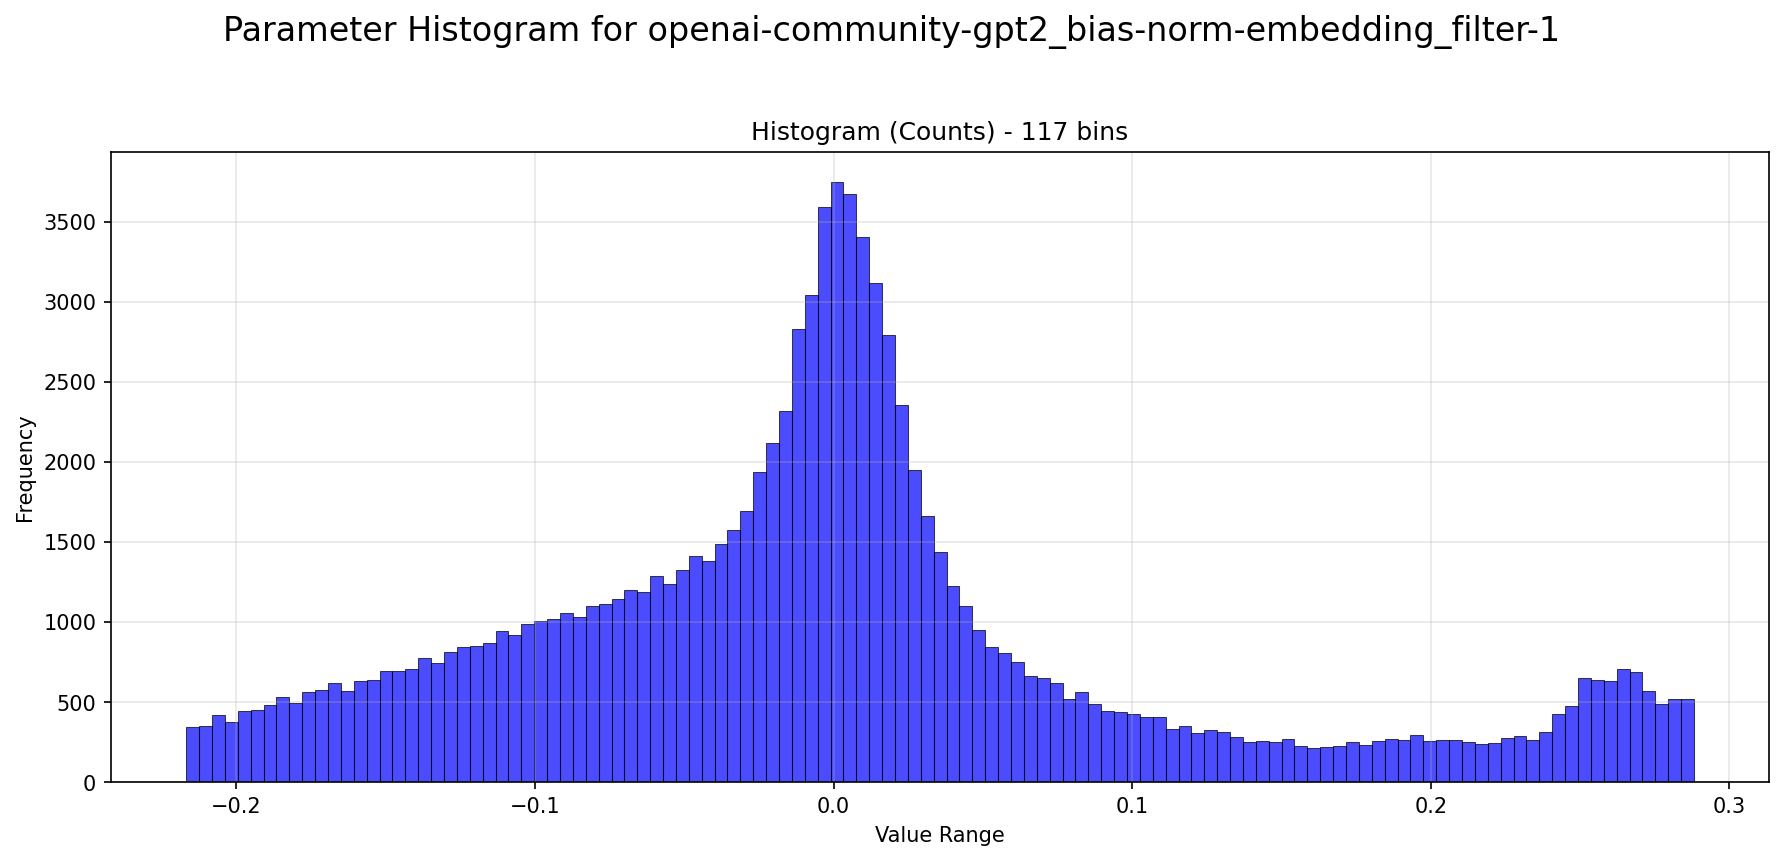 Parameter Histogram for openai-community-gpt2_bias-norm-embedding_filter-1
Histogram (Counts) - 117 bins
3500
3000
2500
2000
1500
1000
500
0
Frequency
−0.2 −0.1 0.0 0.1 0.2 0.3
Value Range